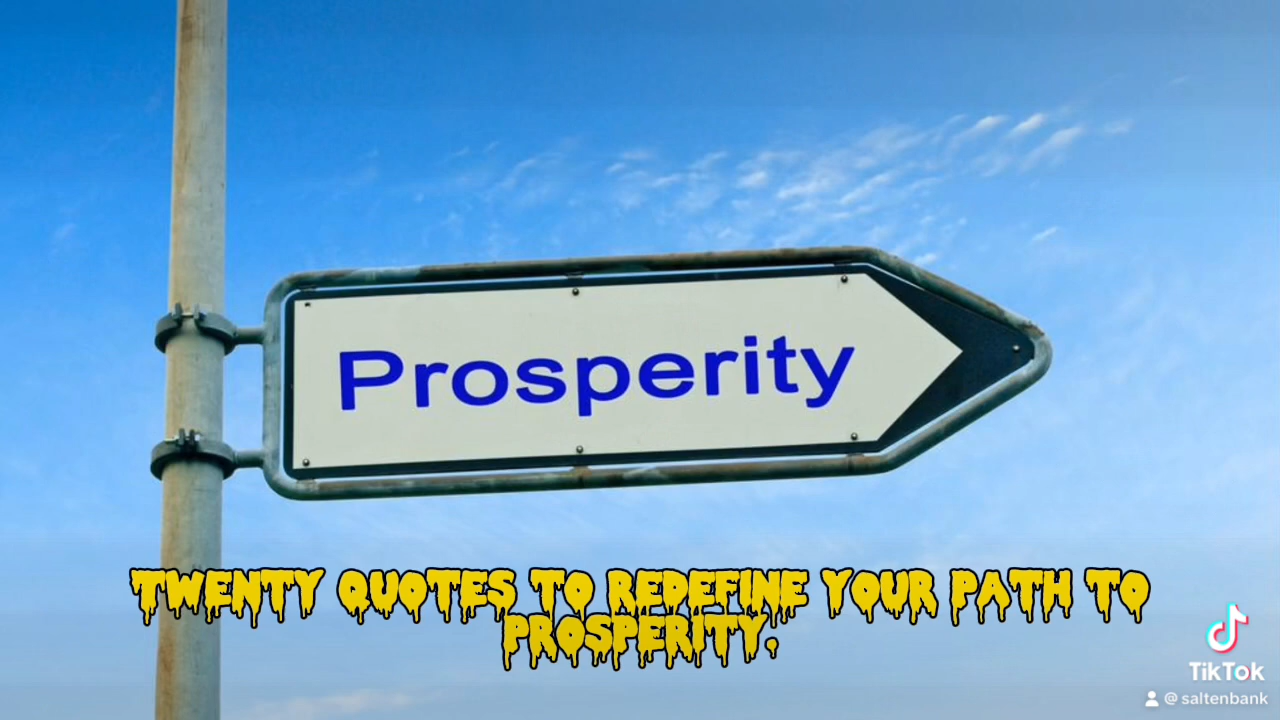 Prosperity
TWENTY QUOTES TO REDEFINE YOUR PATH TO
PROSPERITY.
TikTok
@ saltenbank